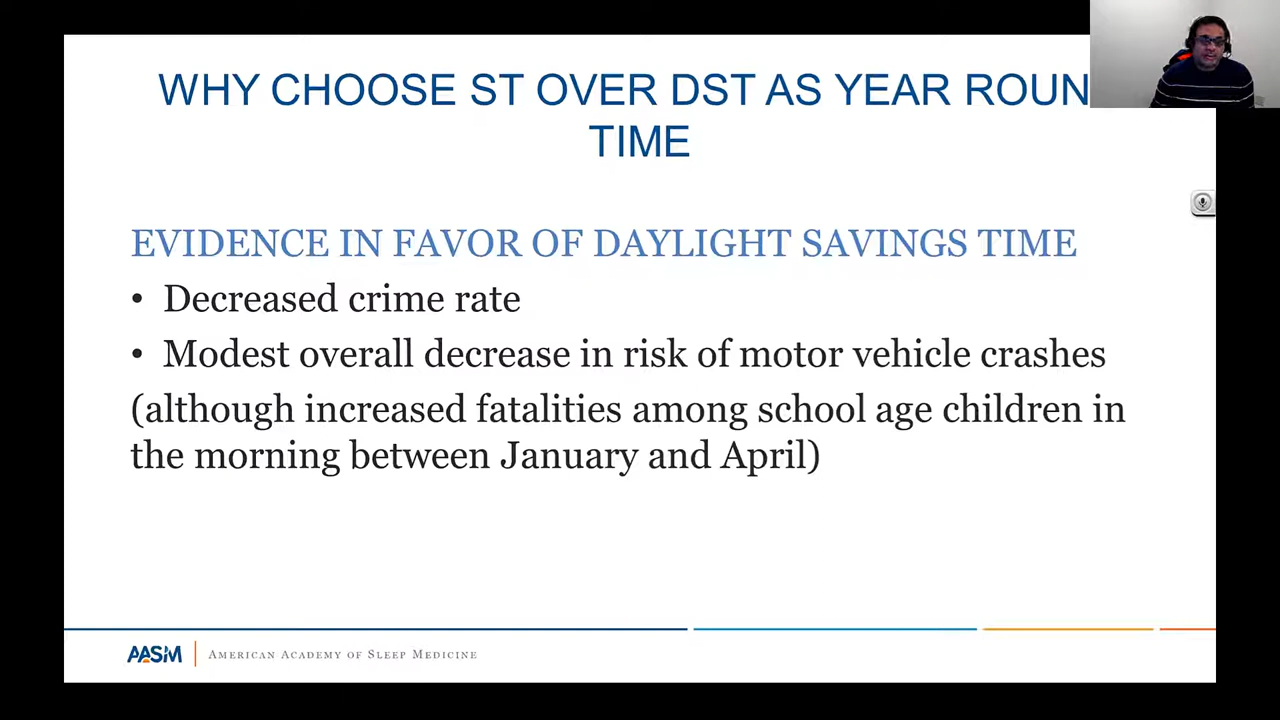 WHY CHOOSE ST OVER DST AS YEAR ROUN
TIME
EVIDENCE IN FAVOR OF DAYLIGHT SAVINGS TIME
• Decreased crime rate
• Modest overall decrease in risk of motor vehicle crashes
(although increased fatalities among school age children in
the morning between January and April)
AASM AMERICAN ACADEMY OF SLEEP MEDICINE